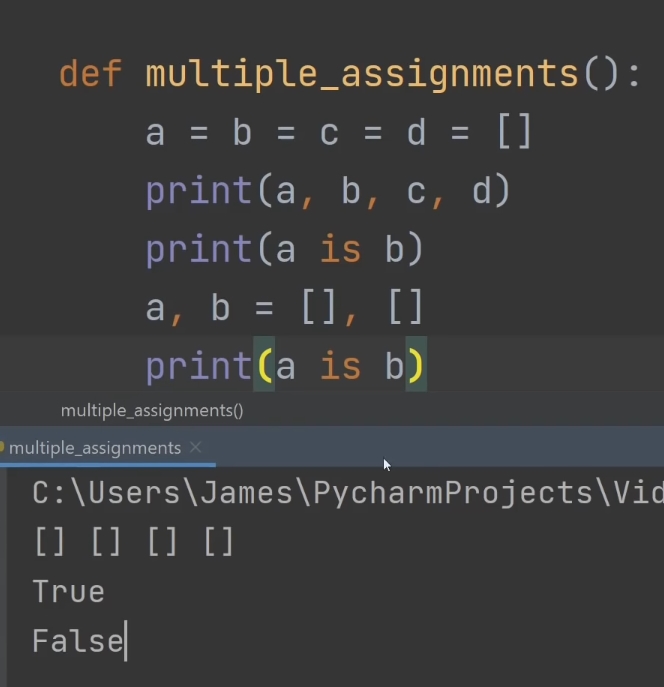 def multiple_assignments():
    a = b = c = d = []
    print(a, b, c, d)
    print(a is b)
    a, b = [], []
    print(a is b)
multiple_assignments()
multiple_assignments ×
C:\Users\James\PycharmProjects\Vid
[] [] [] []
True
False